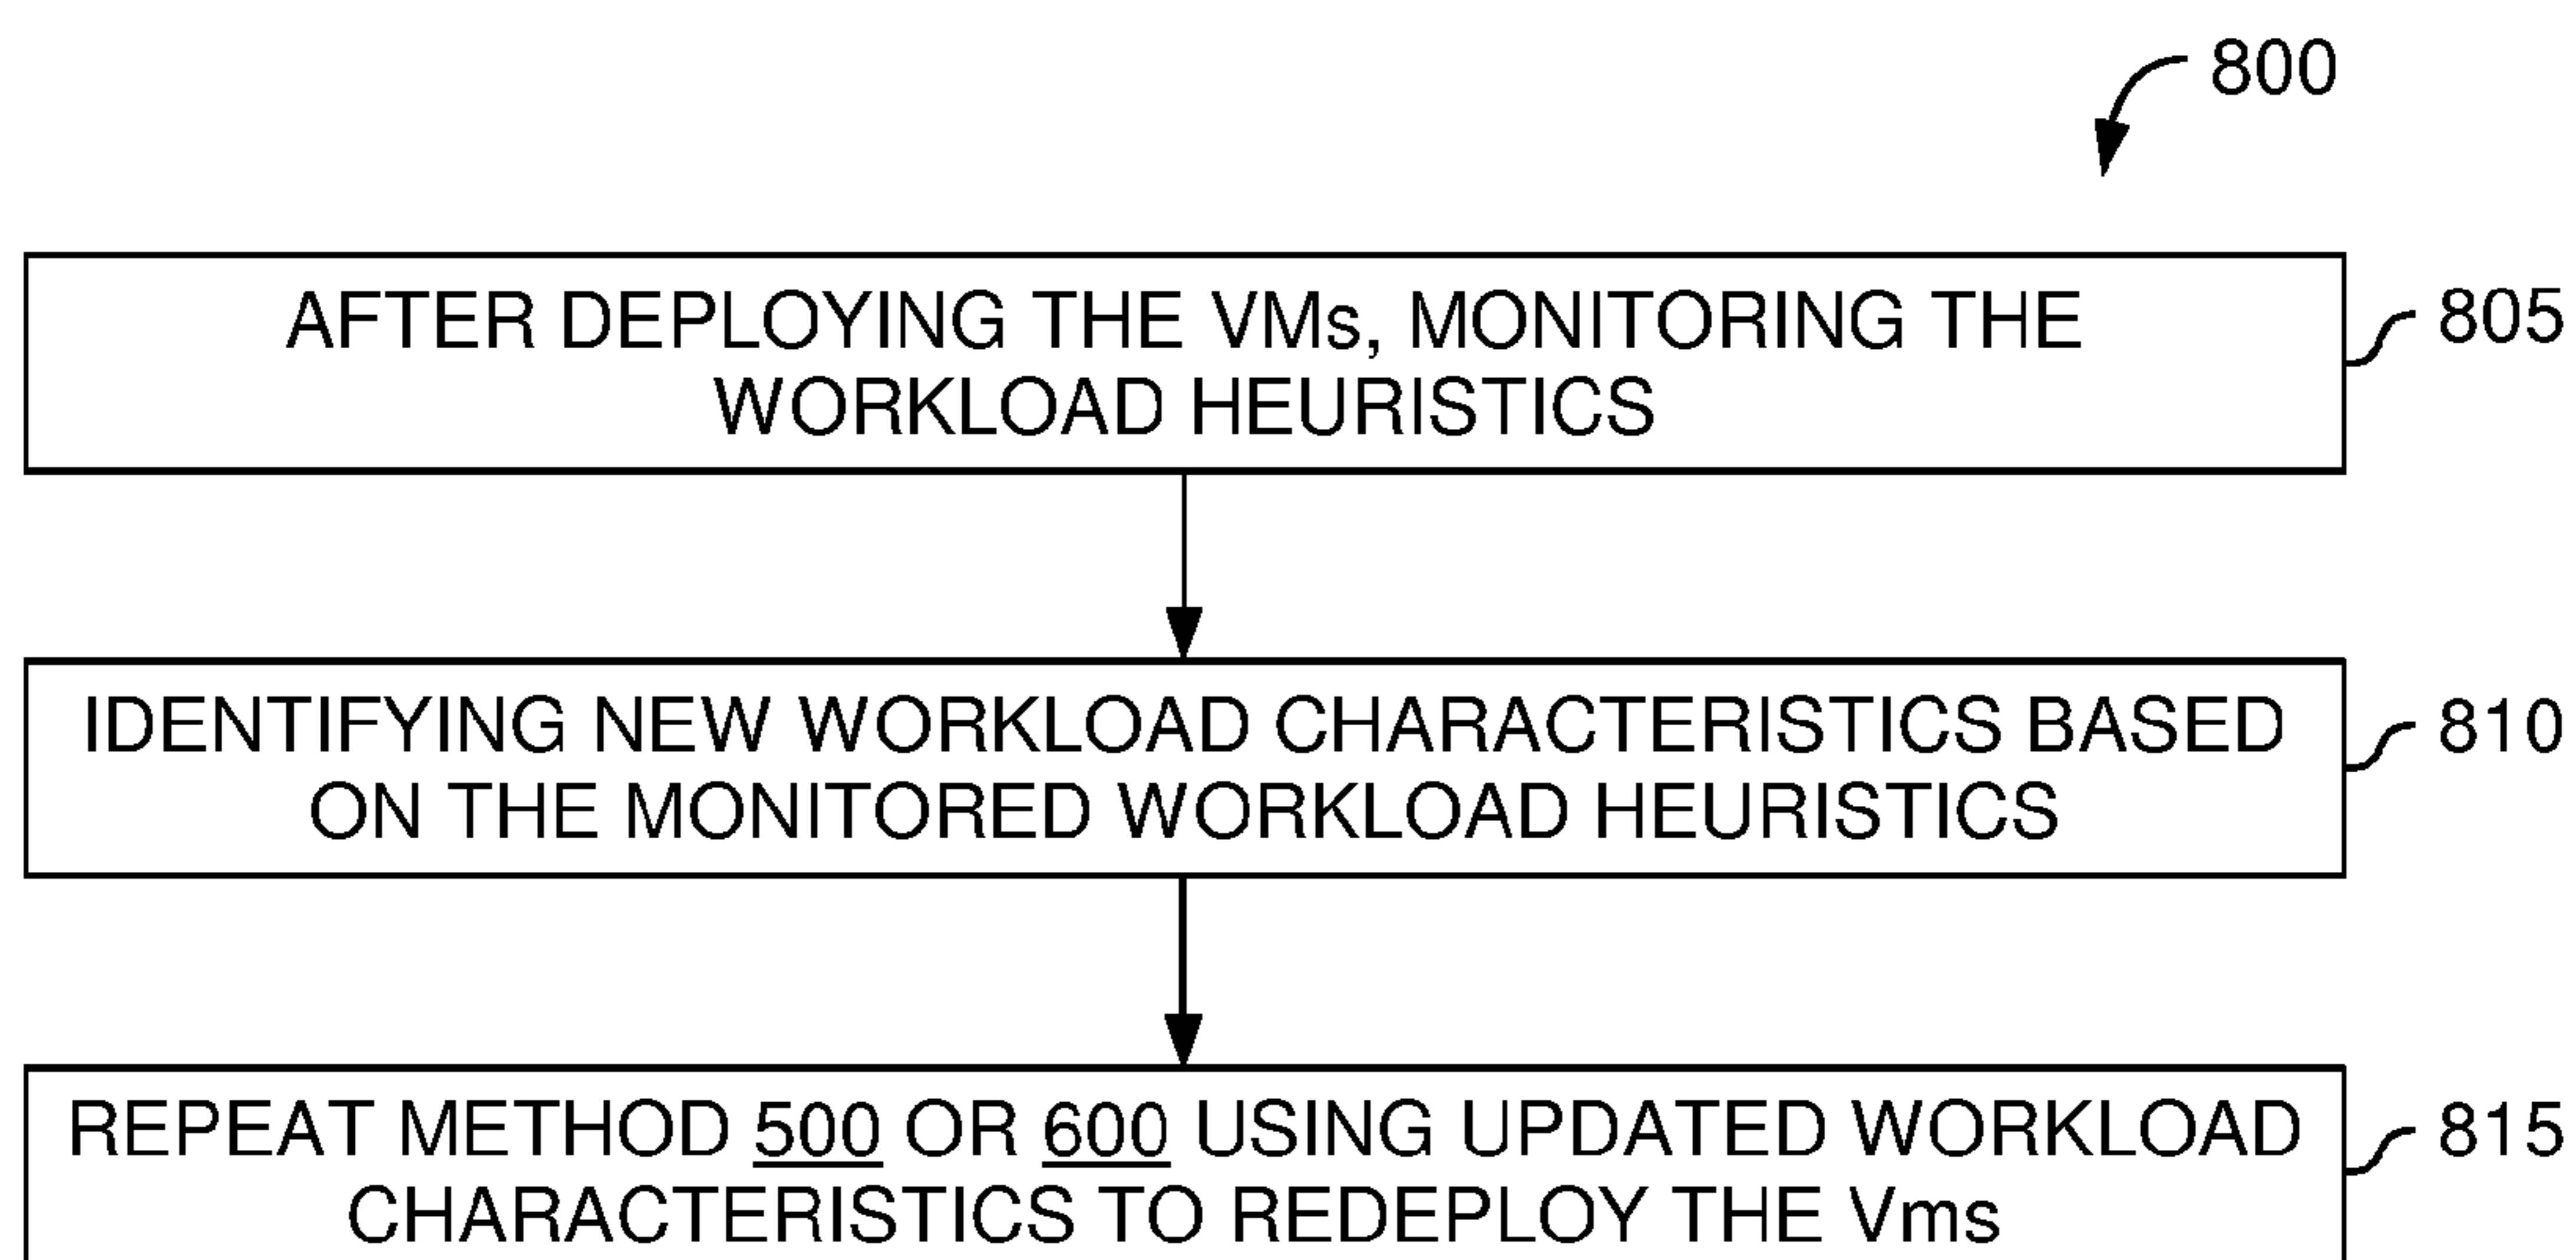 800
AFTER DEPLOYING THE VMs, MONITORING THE
WORKLOAD HEURISTICS
805
IDENTIFYING NEW WORKLOAD CHARACTERISTICS BASED
ON THE MONITORED WORKLOAD HEURISTICS
810
REPEAT METHOD 500 OR 600 USING UPDATED WORKLOAD
CHARACTERISTICS TO REDEPLOY THE Vms
815